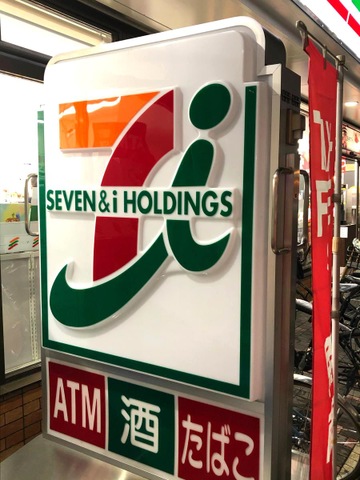 SEVEN & i HOLDINGS
ATM 酒 たばこ